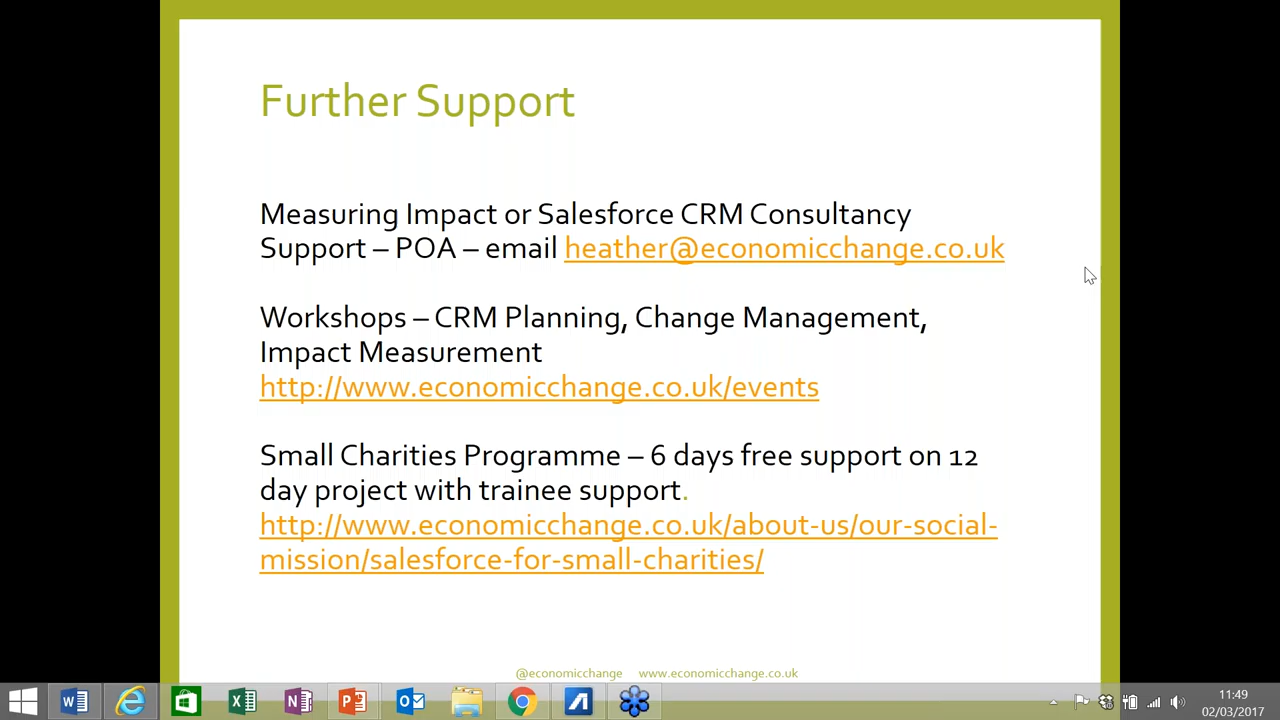 Further Support
Measuring Impact or Salesforce CRM Consultancy
Support – POA – email heather@economicchange.co.uk
Workshops – CRM Planning, Change Management,
Impact Measurement
http://www.economicchange.co.uk/events
Small Charities Programme – 6 days free support on 12
day project with trainee support.
http://www.economicchange.co.uk/about-us/our-social-
mission/salesforce-for-small-charities/
@economicchange www.economicchange.co.uk
11:49
02/03/2017